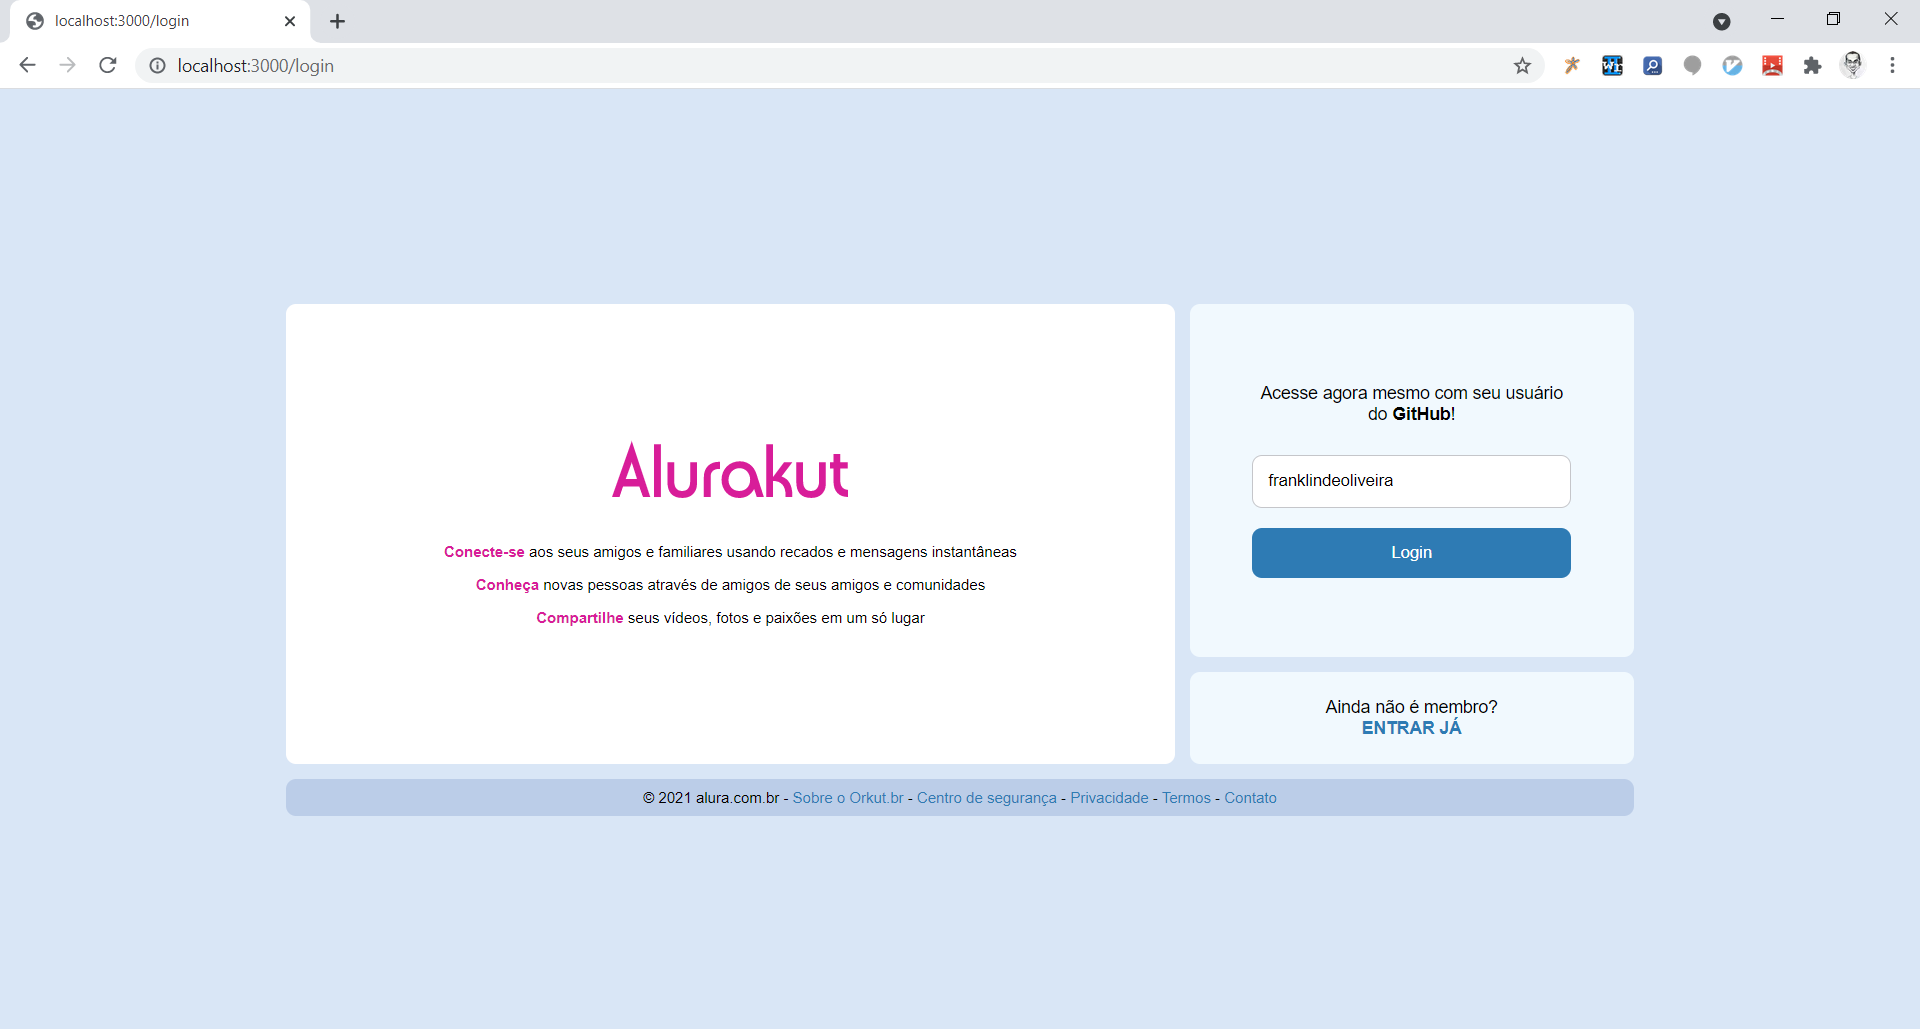 localhost:3000/login
localhost:3000/login
Alurakut
Conecte-se aos seus amigos e familiares usando recados e mensagens instantâneas
Conheça novas pessoas através de amigos de seus amigos e comunidades
Compartilhe seus vídeos, fotos e paixões em um só lugar
Acesse agora mesmo com seu usuário
do GitHub!
franklindeoliveira
Login
Ainda não é membro?
ENTRAR JÁ
© 2021 alura.com.br - Sobre o Orkut.br - Centro de segurança - Privacidade - Termos - Contato